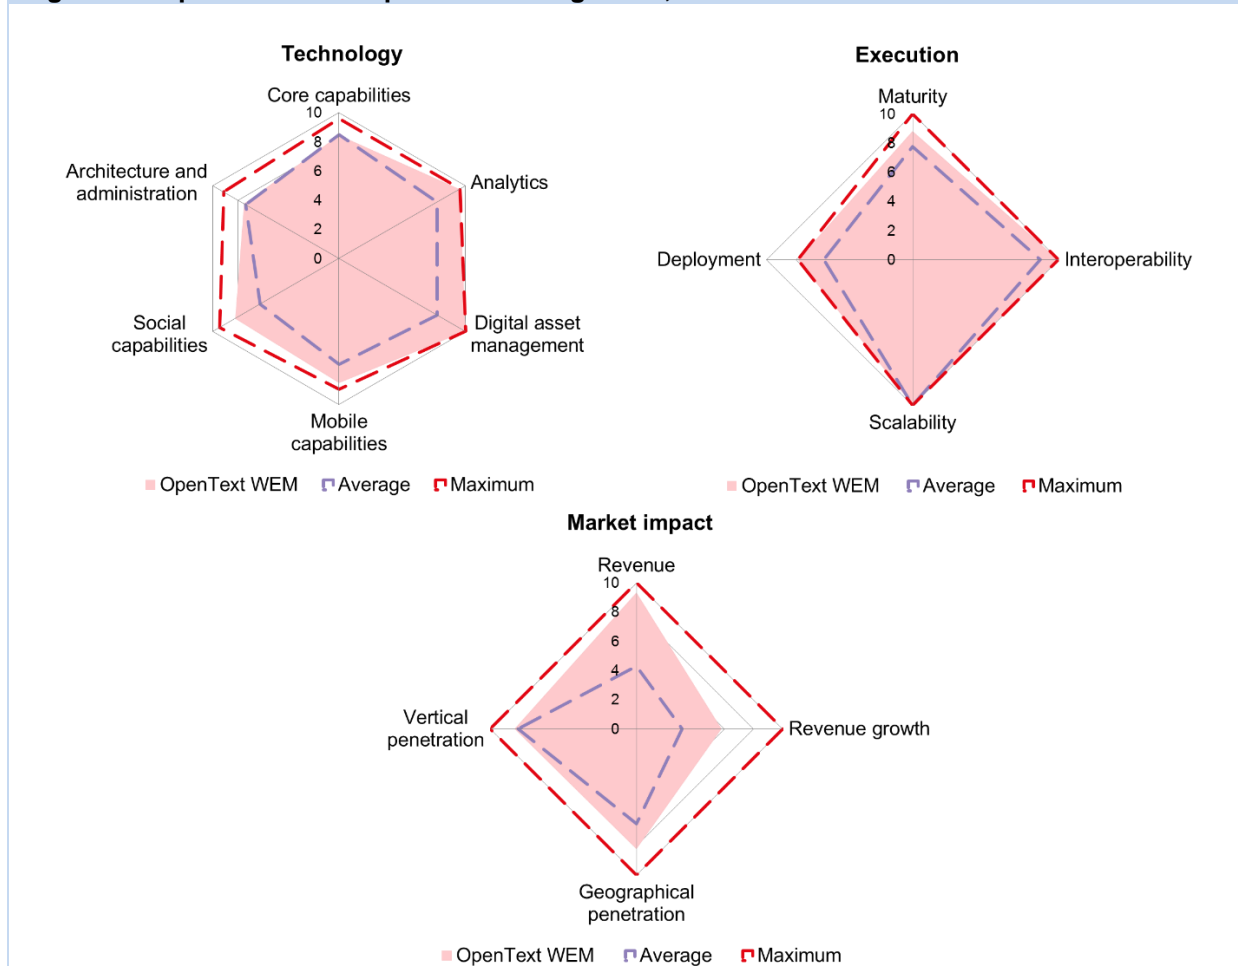 Technology
Core capabilities
10
8
6
4
2
0
Architecture and
administration
Analytics
Social
capabilities
Digital asset
management
Mobile
capabilities
OpenText WEM Average Maximum
Execution
Maturity
10
8
6
4
2
0
Deployment
Interoperability
Scalability
OpenText WEM Average Maximum
Market impact
Revenue
10
8
6
4
2
0
Vertical
penetration
Revenue growth
Geographical
penetration
OpenText WEM Average Maximum